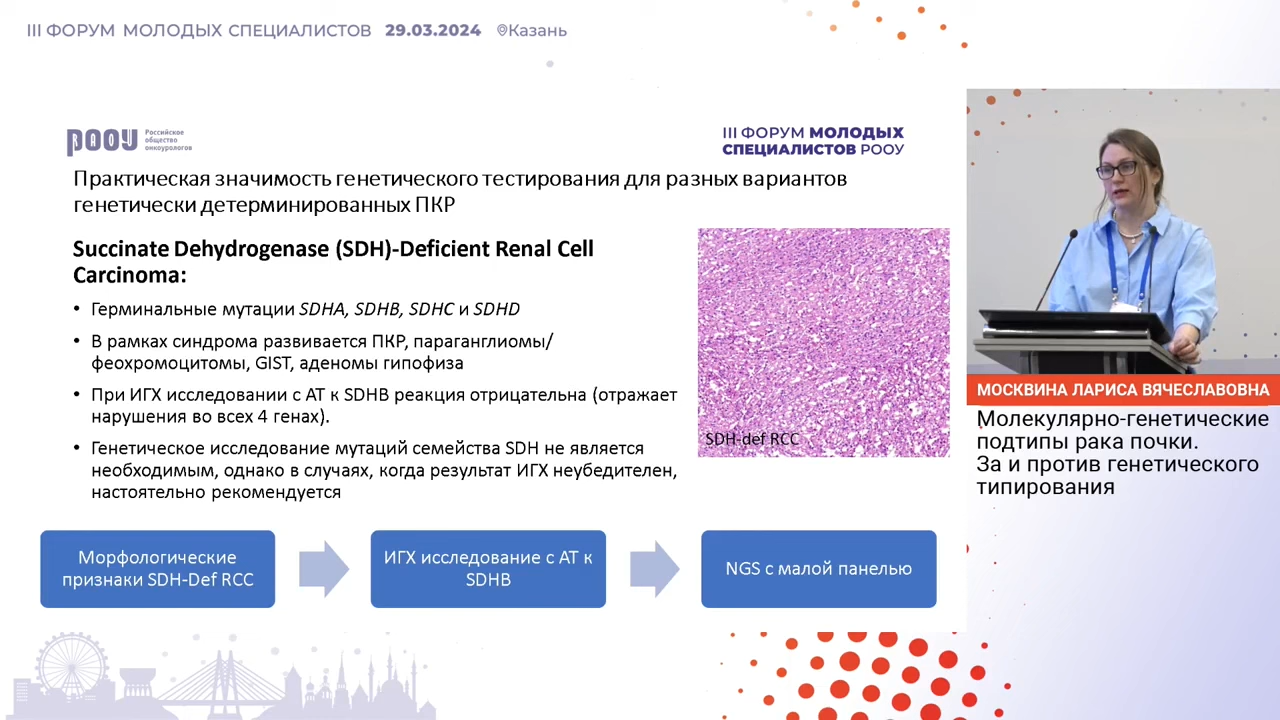 III ФОРУМ МОЛОДЫХ СПЕЦИАЛИСТОВ 29.03.2024 Казань
РООУ
Российское
общество
онкоурологов
III ФОРУМ МОЛОДЫХ
СПЕЦИАЛИСТОВ РООУ
Практическая значимость генетического тестирования для разных вариантов
генетически детерминированных ПКР
Succinate Dehydrogenase (SDH)-Deficient Renal Cell
Carcinoma:
• Герминальные мутации SDHA, SDHB, SDHC и SDHD
• В рамках синдрома развивается ПКР, параганглиомы/
феохромоцитомы, GIST, аденомы гипофиза
• При ИГХ исследовании с АТ к SDHB реакция отрицательна (отражает
нарушения во всех 4 генах).
• Генетическое исследование мутаций семейства SDH не является
необходимым, однако в случаях, когда результат ИГХ неубедителен,
настоятельно рекомендуется
SDH-def RCC
Морфологические
признаки SDH-Def RCC
ИГХ исследование с АТ к
SDHB
NGS с малой панелью
МОСКВИНА ЛАРИСА ВЯЧЕСЛАВОВНА
Молекулярно-генетические
подтипы рака почки.
За и против генетического
типирования